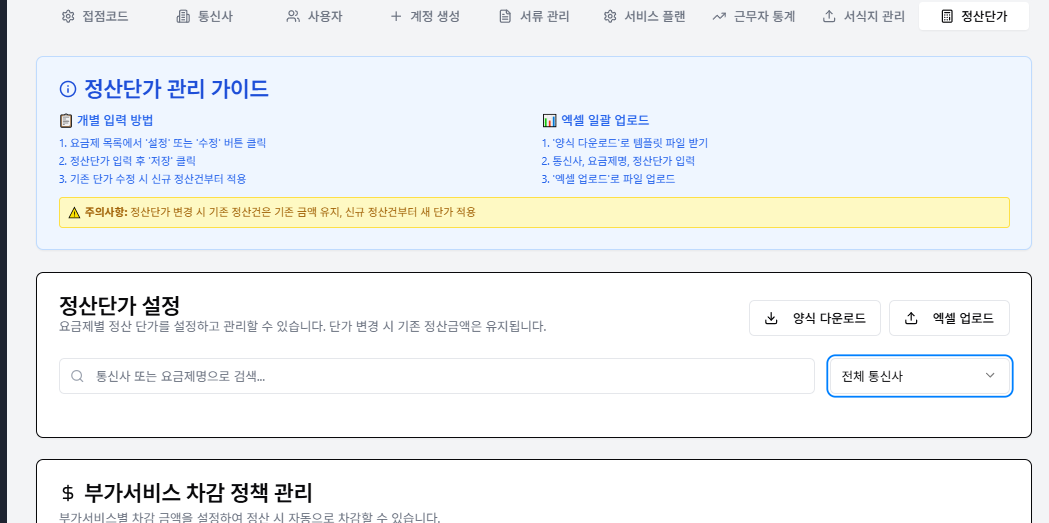 접점코드
통신사
사용자
계정 생성
서류 관리
서비스 플랜
근무자 통계
서식지 관리
정산단가
정산단가 관리 가이드
개별 입력 방법
1. 요금제 목록에서 '설정' 또는 '수정' 버튼 클릭
2. 정산단가 입력 후 '저장' 클릭
3. 기존 단가 수정 시 신규 정산건부터 적용
엑셀 일괄 업로드
1. '양식 다운로드'로 템플릿 파일 받기
2. 통신사, 요금제명, 정산단가 입력
3. '엑셀 업로드'로 파일 업로드
주의사항: 정산단가 변경 시 기존 정산건은 기존 금액 유지, 신규 정산건부터 새 단가 적용
정산단가 설정
요금제별 정산 단가를 설정하고 관리할 수 있습니다. 단가 변경 시 기존 정산금액은 유지됩니다.
양식 다운로드
엑셀 업로드
통신사 또는 요금제명으로 검색...
전체 통신사
$ 부가서비스 차감 정책 관리
부가서비스별 차감 금액을 설정하여 정산 시 자동으로 차감할 수 있습니다.